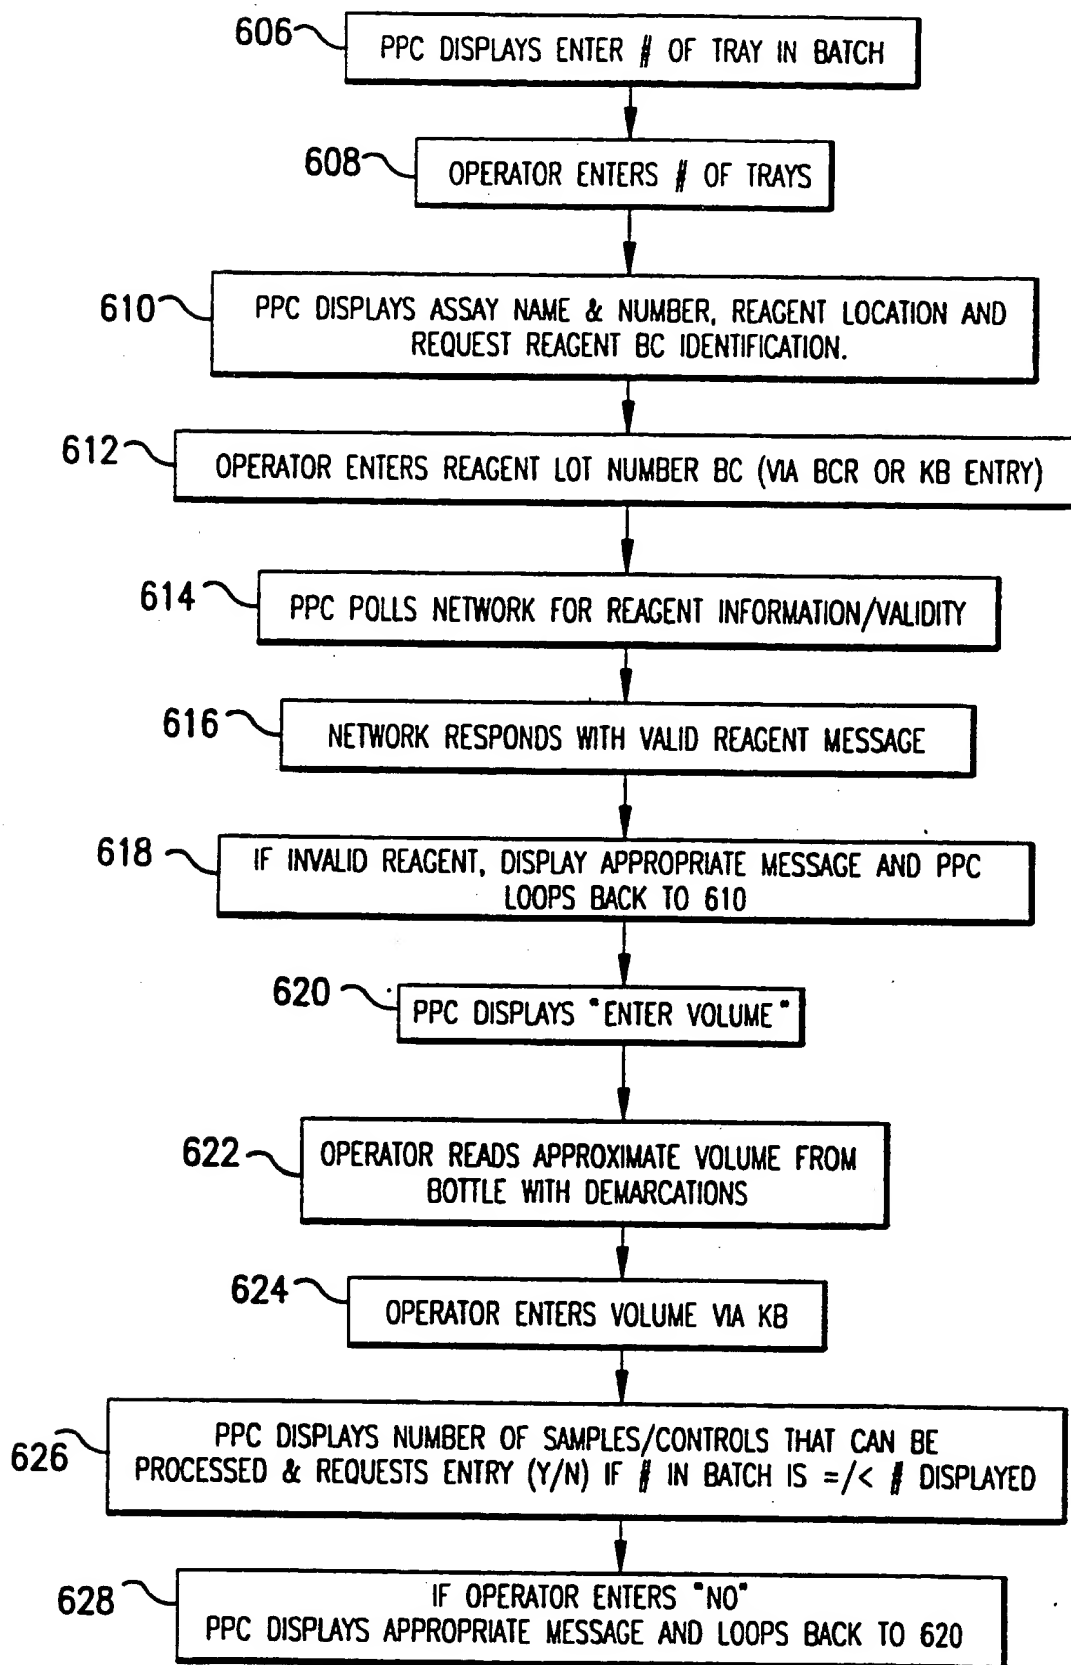 606
PPC DISPLAYS ENTER # OF TRAY IN BATCH
608
OPERATOR ENTERS # OF TRAYS
610
PPC DISPLAYS ASSAY NAME & NUMBER, REAGENT LOCATION AND
REQUEST REAGENT BC IDENTIFICATION.
612
OPERATOR ENTERS REAGENT LOT NUMBER BC (VIA BCR OR KB ENTRY)
614
PPC POLLS NETWORK FOR REAGENT INFORMATION/VALIDITY
616
NETWORK RESPONDS WITH VALID REAGENT MESSAGE
618
IF INVALID REAGENT, DISPLAY APPROPRIATE MESSAGE AND PPC
LOOPS BACK TO 610
620
PPC DISPLAYS "ENTER VOLUME"
622
OPERATOR READS APPROXIMATE VOLUME FROM
BOTTLE WITH DEMARCATIONS
624
OPERATOR ENTERS VOLUME VIA KB
626
PPC DISPLAYS NUMBER OF SAMPLES/CONTROLS THAT CAN BE
PROCESSED & REQUESTS ENTRY (Y/N) IF # IN BATCH IS =/< # DISPLAYED
628
IF OPERATOR ENTERS "NO"
PPC DISPLAYS APPROPRIATE MESSAGE AND LOOPS BACK TO 620